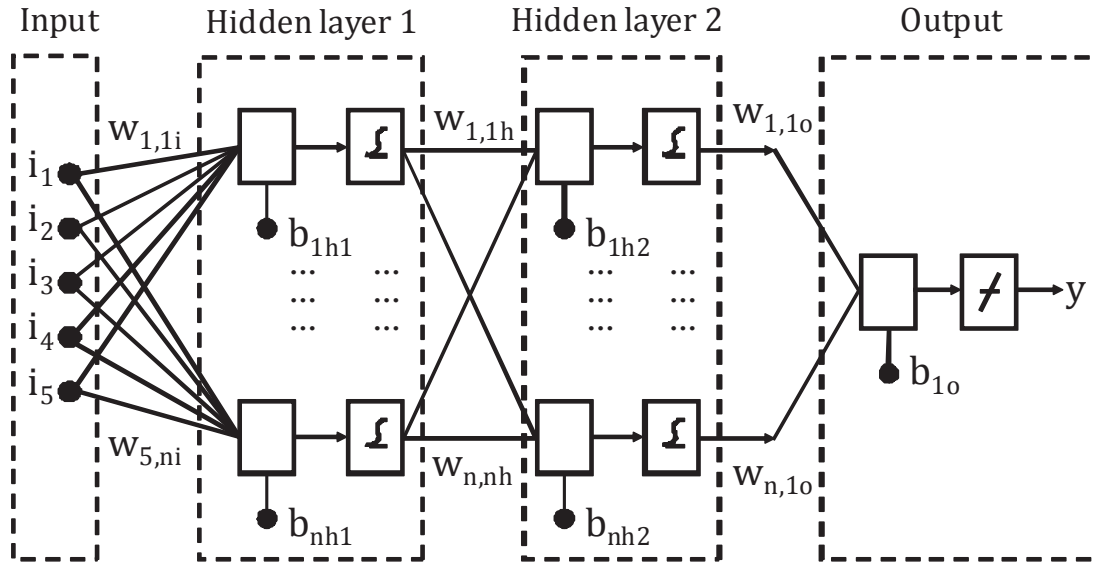 Input
Hidden layer 1
Hidden layer 2
Output
w1,1i
w1,1h
w1,1o
i1
i2
i3
i4
i5
b1h1
b1h2
... ...
... ...
... ...
... ...
... ...
... ...
y
b1o
w5,ni
wn,nh
wn,1o
bnh1
bnh2